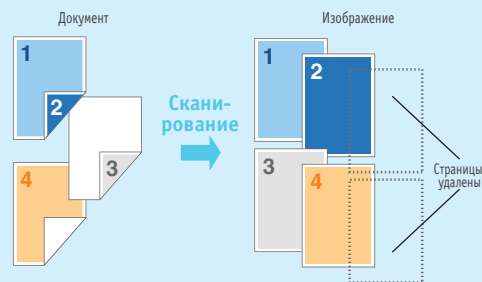 Документ
Изображение
1
2
3
4
Скани-
рование
1
2
3
4
Страницы
удалены